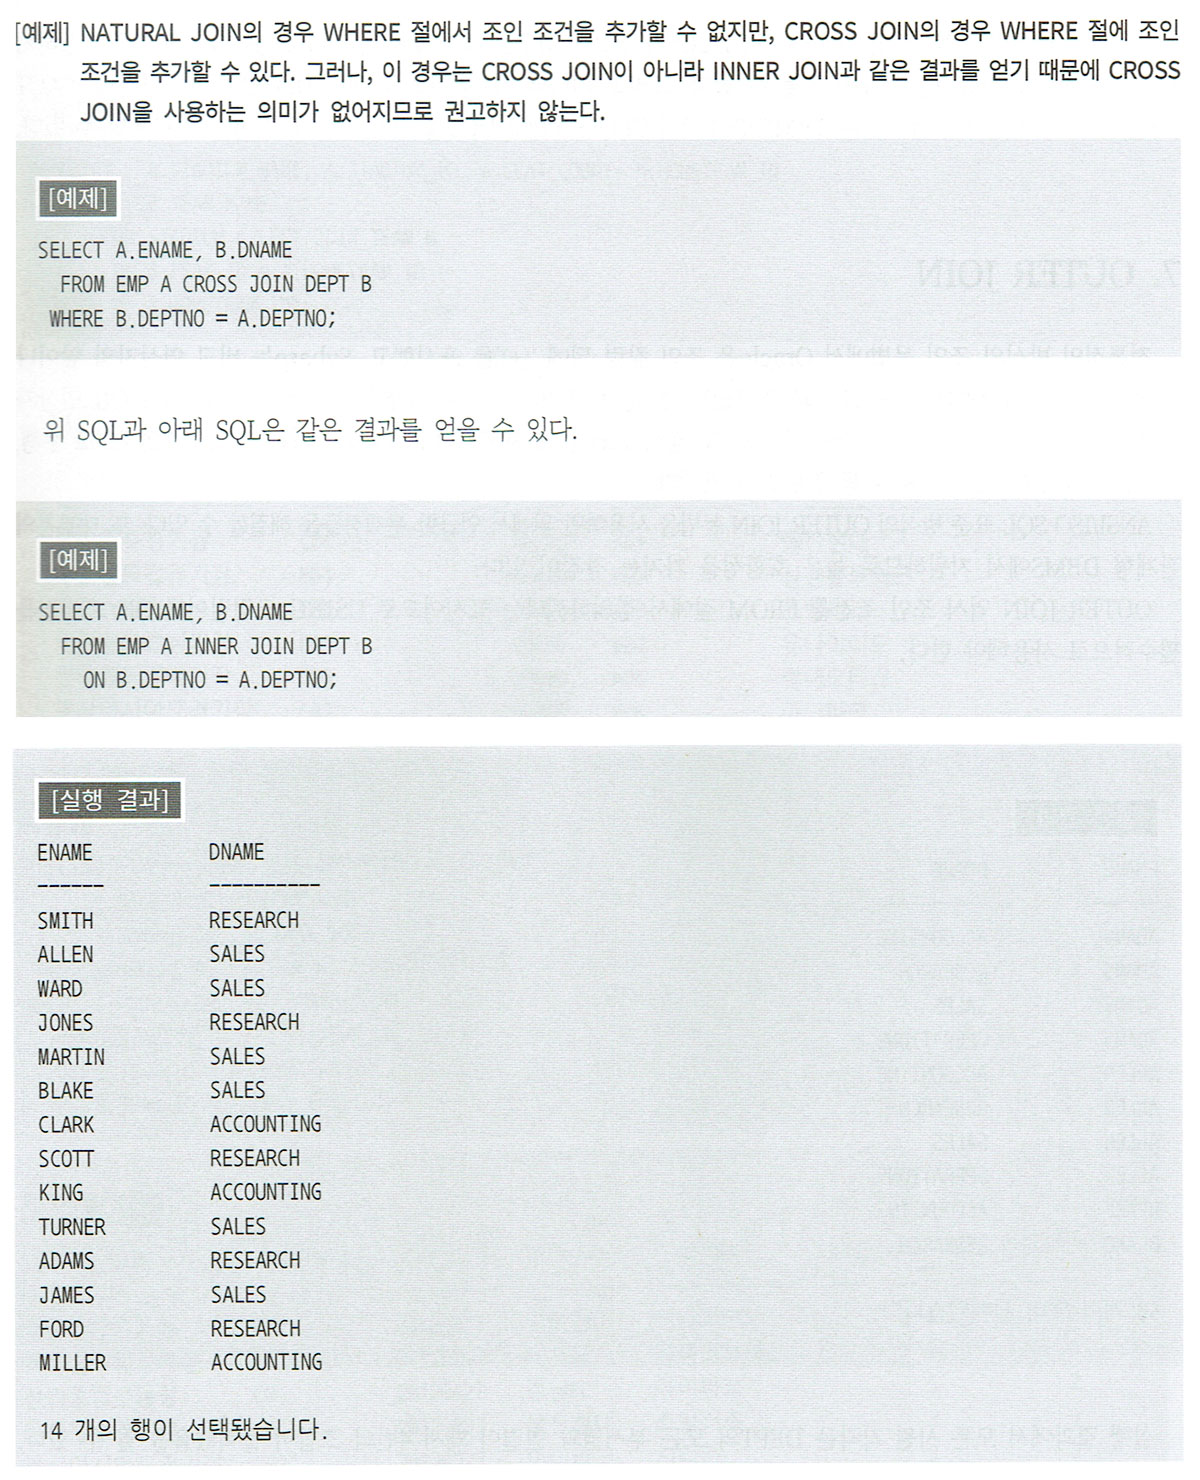 [예제] NATURAL JOIN의 경우 WHERE 절에서 조인 조건을 추가할 수 없지만, CROSS JOIN의 경우 WHERE 절에 조인
조건을 추가할 수 있다. 그러나, 이 경우는 CROSS JOIN이 아니라 INNER JOIN과 같은 결과를 얻기 때문에 CROSS
JOIN을 사용하는 의미가 없어지므로 권고하지 않는다.
[예제]
SELECT A.ENAME, B.DNAME
FROM EMP A CROSS JOIN DEPT B
WHERE B.DEPTNO = A.DEPTNO;
위 SQL과 아래 SQL은 같은 결과를 얻을 수 있다.
[예제]
SELECT A.ENAME, B.DNAME
FROM EMP A INNER JOIN DEPT B
ON B.DEPTNO = A.DEPTNO;
[실행 결과]
ENAME DNAME
------ ----------
SMITH RESEARCH
ALLEN SALES
WARD SALES
JONES RESEARCH
MARTIN SALES
BLAKE SALES
CLARK ACCOUNTING
SCOTT RESEARCH
KING ACCOUNTING
TURNER SALES
ADAMS RESEARCH
JAMES SALES
FORD RESEARCH
MILLER ACCOUNTING
14 개의 행이 선택됐습니다.